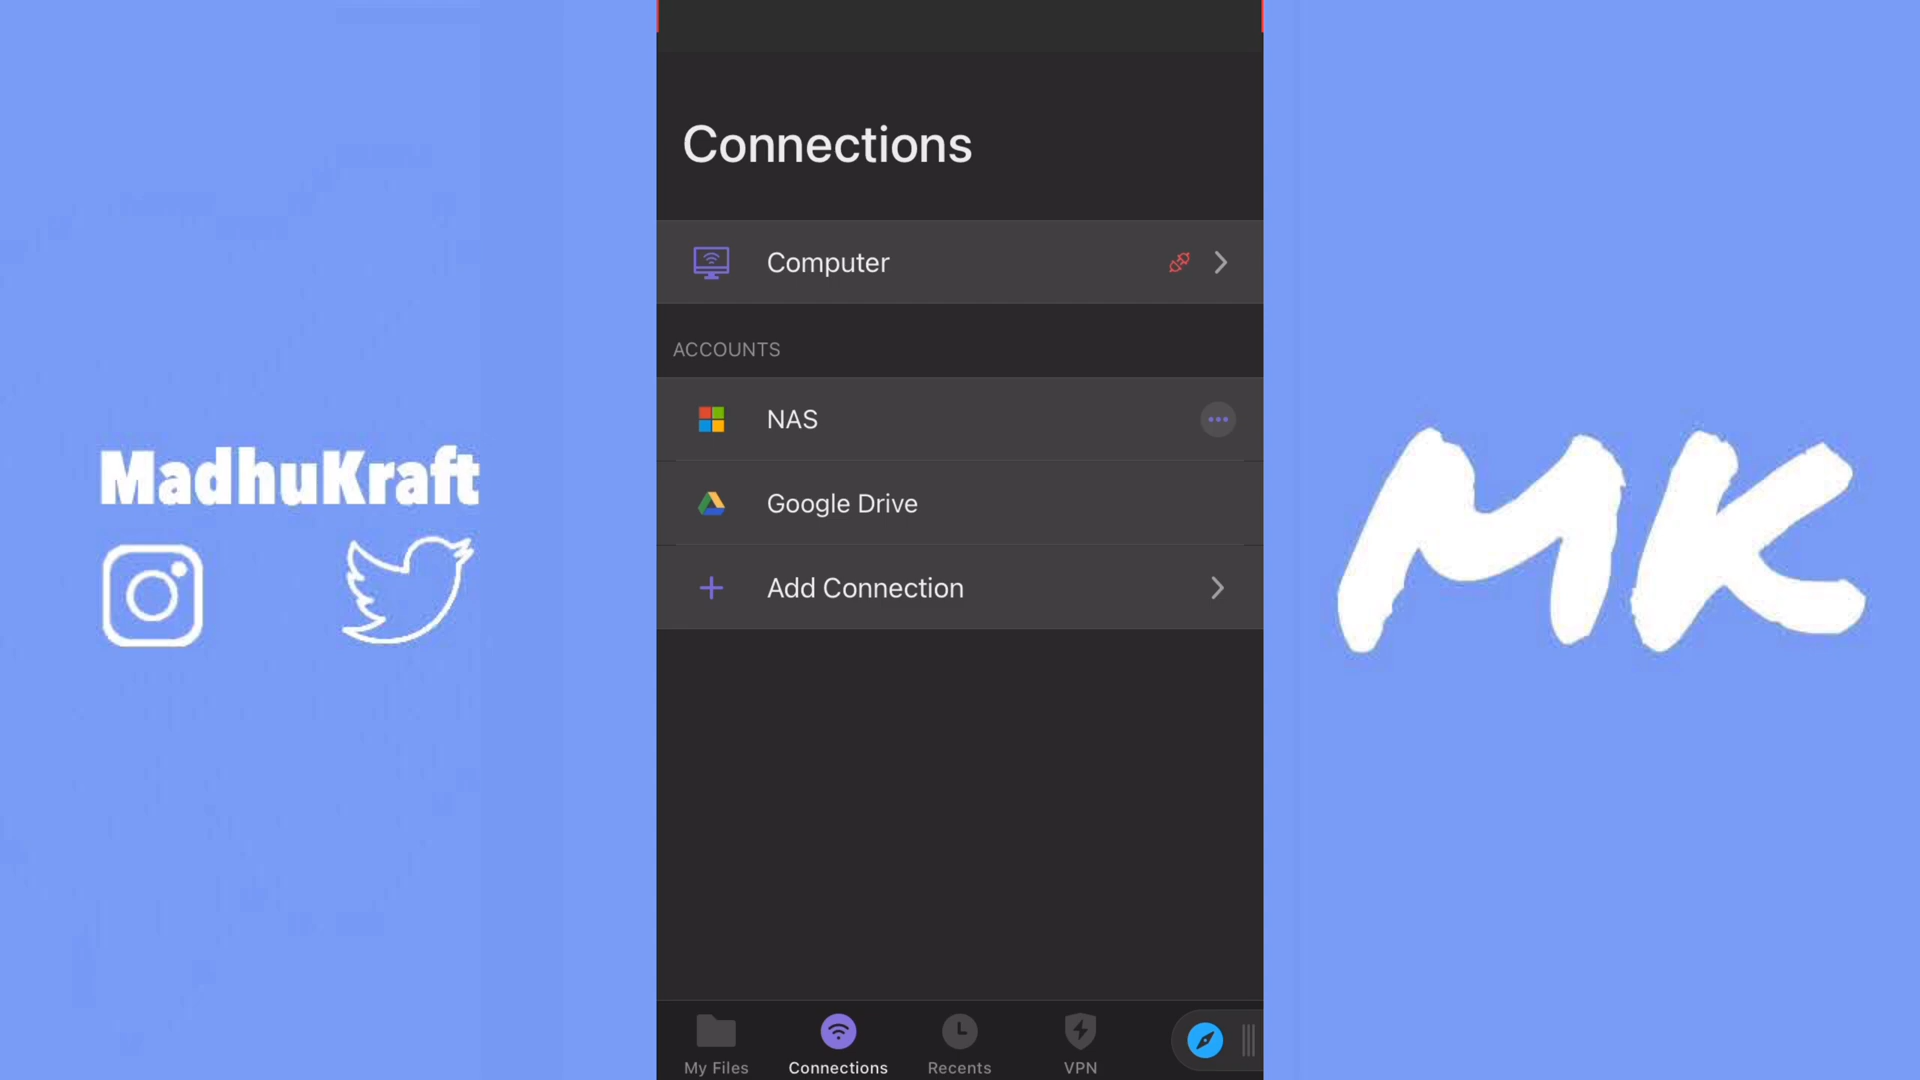 MadhuKraft
Connections
Computer
ACCOUNTS
NAS
Google Drive
Add Connection
My Files
Connections
Recents
VPN
MK